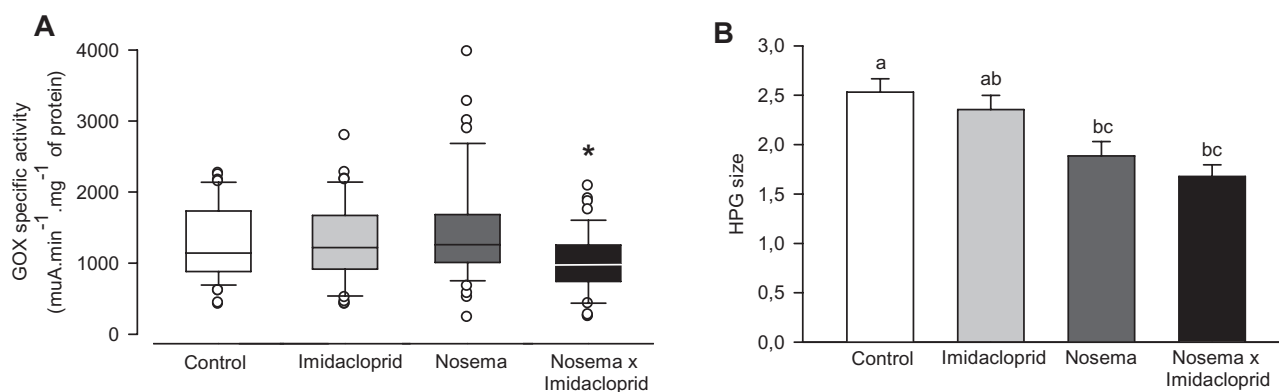 A
GOX specific activity
(muA.min-1.mg-1 of protein)
4000
3000
2000
1000
0
*
Control
Imidacloprid
Nosema
Nosema x
Imidacloprid
B
HPG size
3,0
2,5
2,0
1,5
1,0
0,5
0,0
a
ab
bc
bc
Control
Imidacloprid
Nosema
Nosema x
Imidacloprid